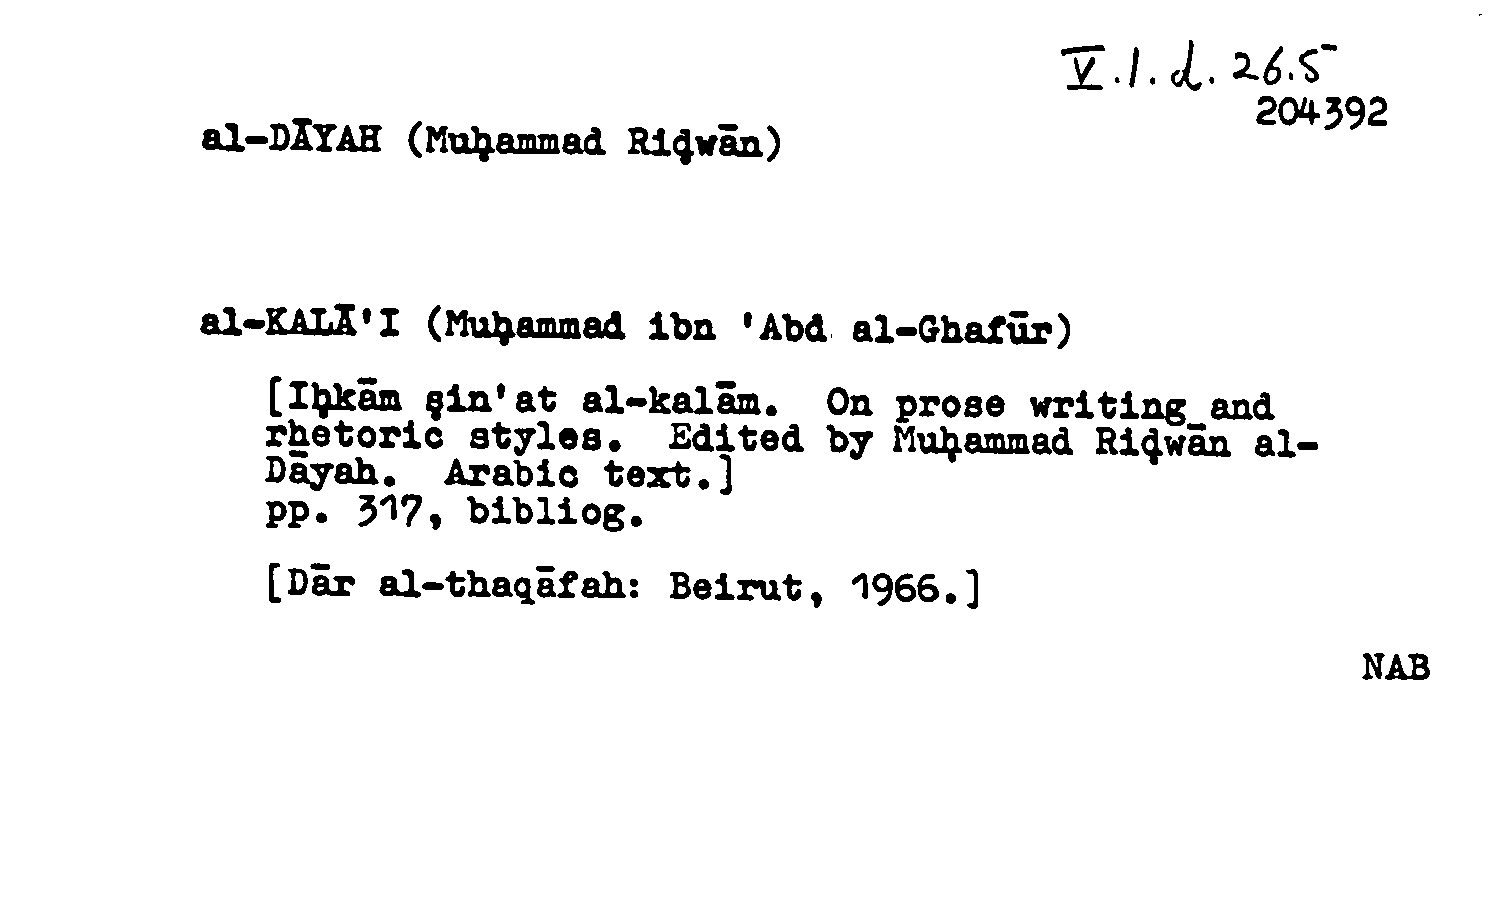 V.1.d.26.5
204392
al-DĀYAH (Muḥammad Riḍwān)
al-KALĀ'I (Muḥammad ibn 'Abd al-Ghafūr)
[Iḥkām ṣin'at al-kalām. On prose writing and
rhetoric styles. Edited by Muḥammad Riḍwān al-
Dāyah. Arabic text.]
pp. 317, bibliog.
[Dār al-thaqāfah: Beirut, 1966.]
NAB